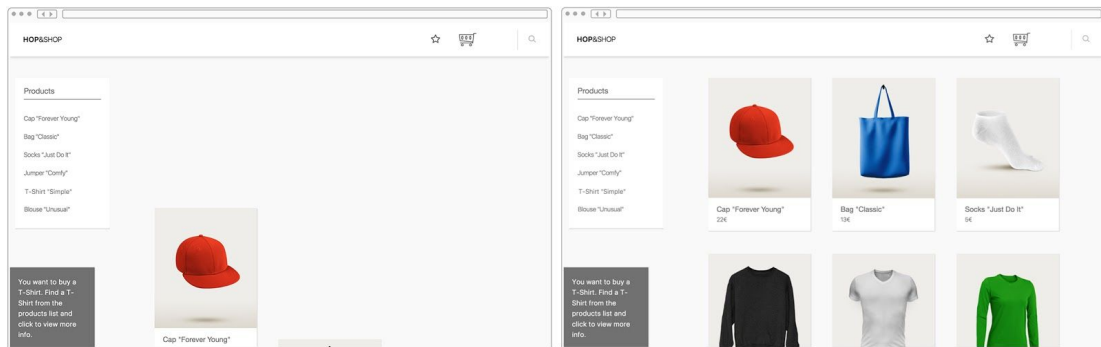 HOP&SHOP
Products
Cap "Forever Young"
Bag "Classic"
Socks "Just Do It"
Jumper "Comfy"
T-Shirt "Simple"
Blouse "Unusual"
You want to buy a
T-Shirt. Find a T-
Shirt from the
products list and
click to view more
info.
Cap "Forever Young"
HOP&SHOP
Products
Cap "Forever Young"
Bag "Classic"
Socks "Just Do It"
Jumper "Comfy"
T-Shirt "Simple"
Blouse "Unusual"
You want to buy a
T-Shirt. Find a T-
Shirt from the
products list and
click to view more
info.
Cap "Forever Young"
22€
Bag "Classic"
13€
Socks "Just Do It"
5€